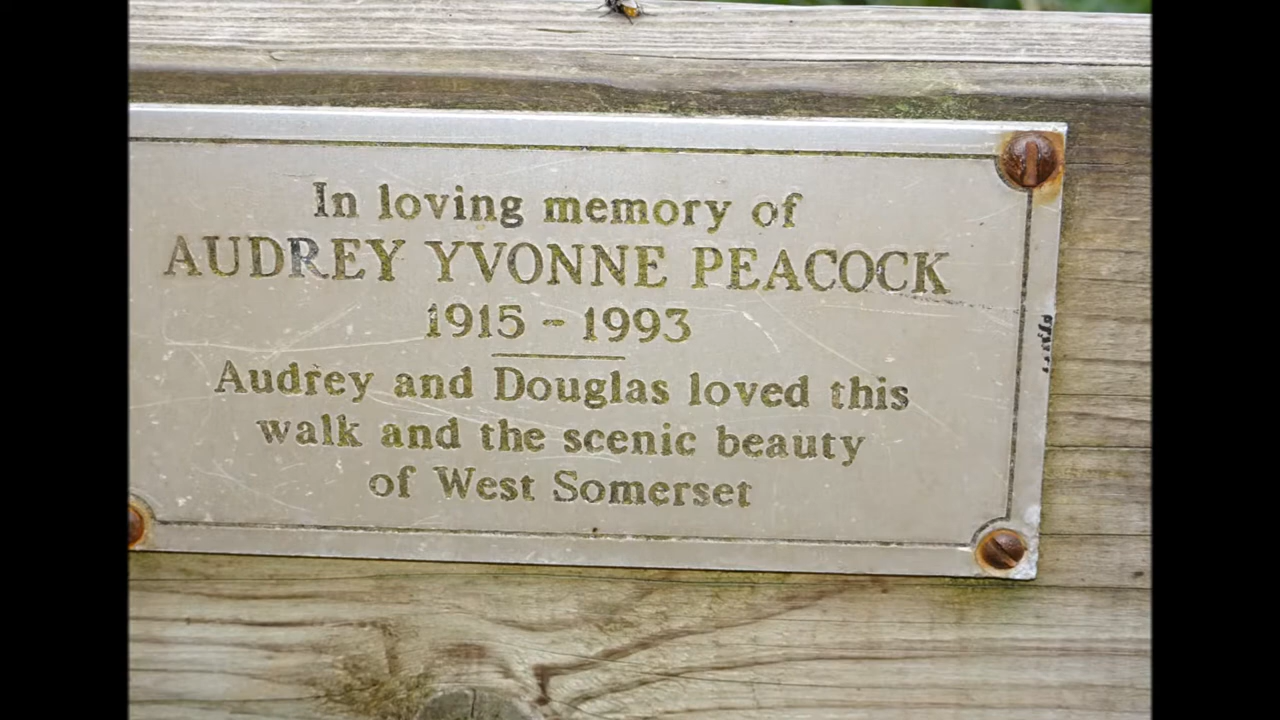 In loving memory of
AUDREY YVONNE PEACOCK
1915 - 1993
Audrey and Douglas loved this
walk and the scenic beauty
of West Somerset